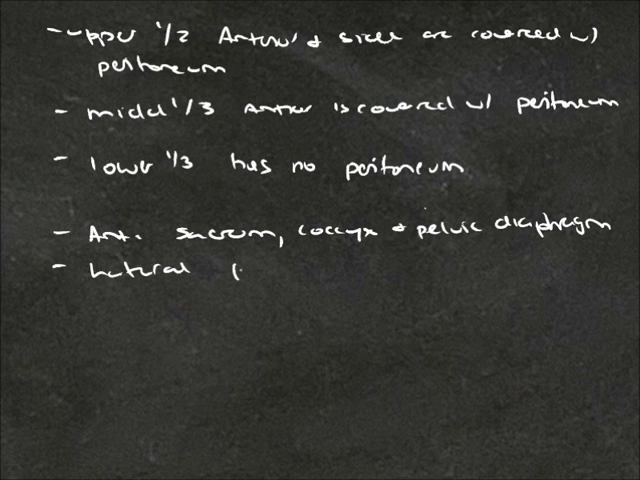 - upper 1/2 Anterior & sides are covered w/
peritoneum
- midd 1/3 Anterior is covered w/ peritoneum
- lower 1/3 has no peritoneum
- Ant. sacrum, coccyx & pelvic diaphragm
- Lateral (